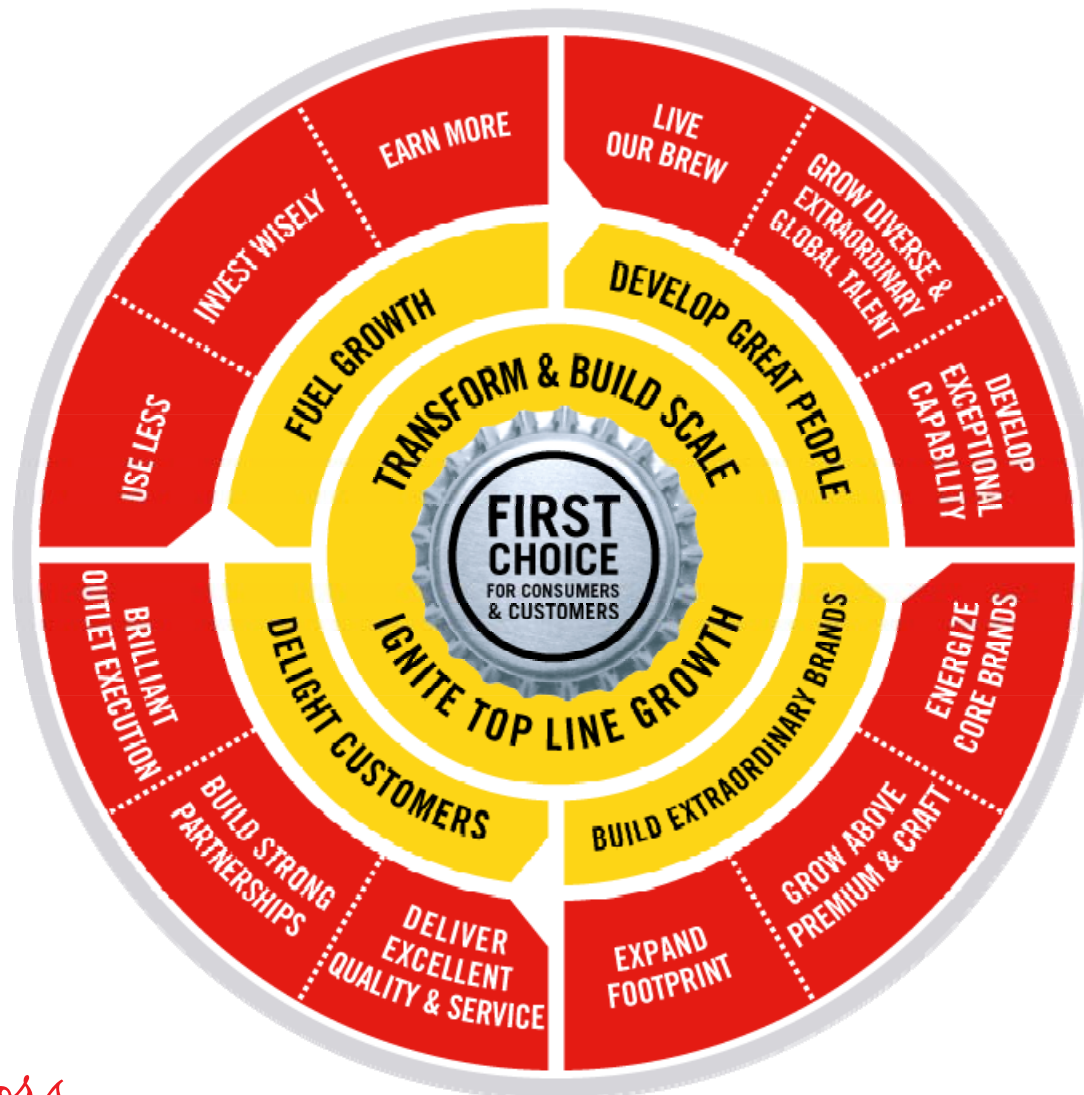 EARN MORE
LIVE
OUR BREW
GROW DIVERSE &
EXTRAORDINARY
GLOBAL TALENT
DEVELOP
EXCEPTIONAL
CAPABILITY
ENERGIZE
CORE BRANDS
GROW ABOVE
PREMIUM & CRAFT
EXPAND
FOOTPRINT
DELIVER
EXCELLENT
QUALITY & SERVICE
BUILD STRONG
PARTNERSHIPS
BRILLIANT
OUTLET EXECUTION
USE LESS
INVEST WISELY
FUEL GROWTH
DEVELOP GREAT PEOPLE
BUILD EXTRAORDINARY BRANDS
DELIGHT CUSTOMERS
TRANSFORM & BUILD SCALE
FIRST
CHOICE
FOR CONSUMERS
& CUSTOMERS
IGNITE TOP LINE GROWTH